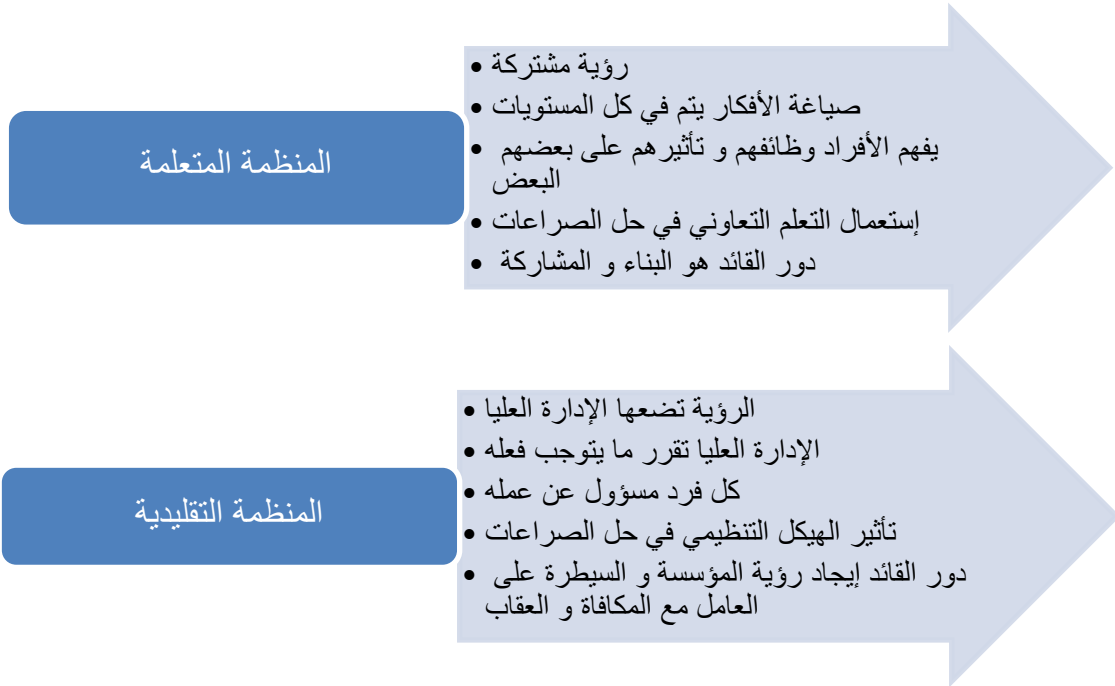 المنظمة المتعلمة
• رؤية مشتركة
• صياغة الأفكار يتم في كل المستويات
• يفهم الأفراد وظائفهم و تأثيرهم على بعضهم
البعض
• إستعمال التعلم التعاوني في حل الصراعات
• دور القائد هو البناء و المشاركة
المنظمة التقليدية
• الرؤية تضعها الإدارة العليا
• الإدارة العليا تقرر ما يتوجب فعله
• كل فرد مسؤول عن عمله
• تأثير الهيكل التنظيمي في حل الصراعات
• دور القائد إيجاد رؤية المؤسسة و السيطرة على
العامل مع المكافاة و العقاب